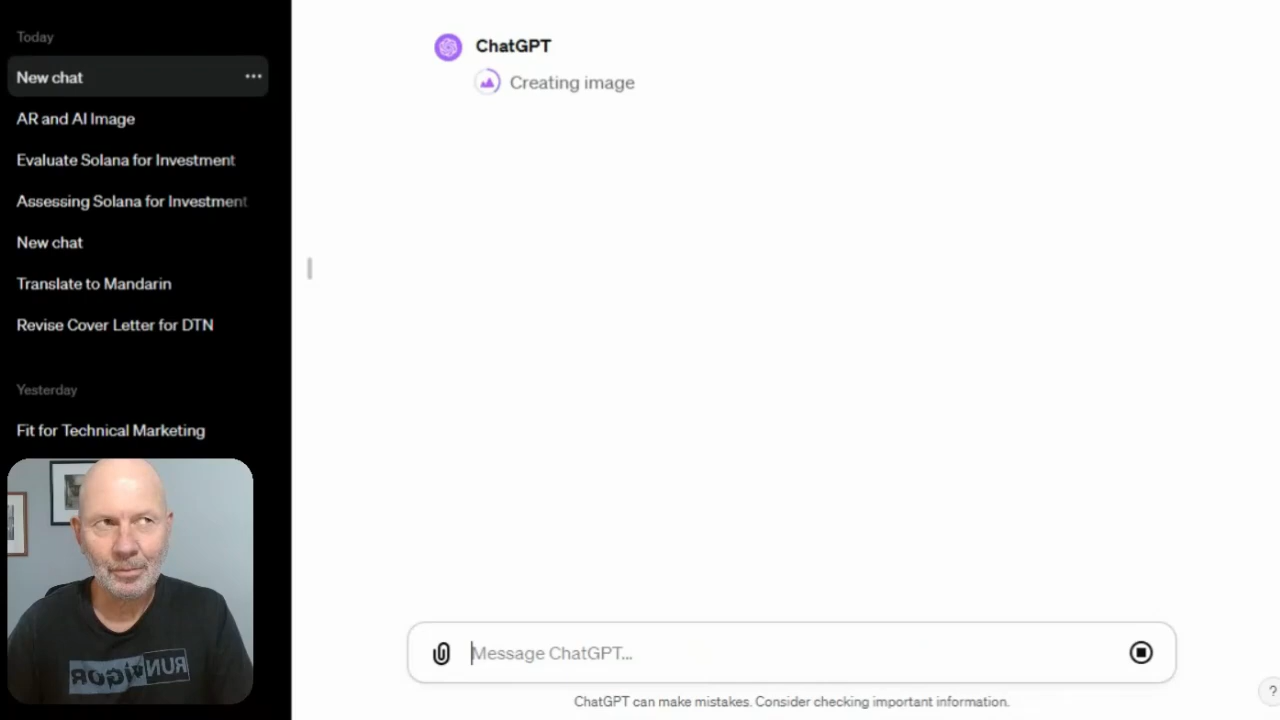 Today
New chat
AR and AI Image
Evaluate Solana for Investment
Assessing Solana for Investment
New chat
Translate to Mandarin
Revise Cover Letter for DTN
Yesterday
Fit for Technical Marketing
RUN VIGOR
ChatGPT
Creating image
Message ChatGPT...
ChatGPT can make mistakes. Consider checking important information.
?